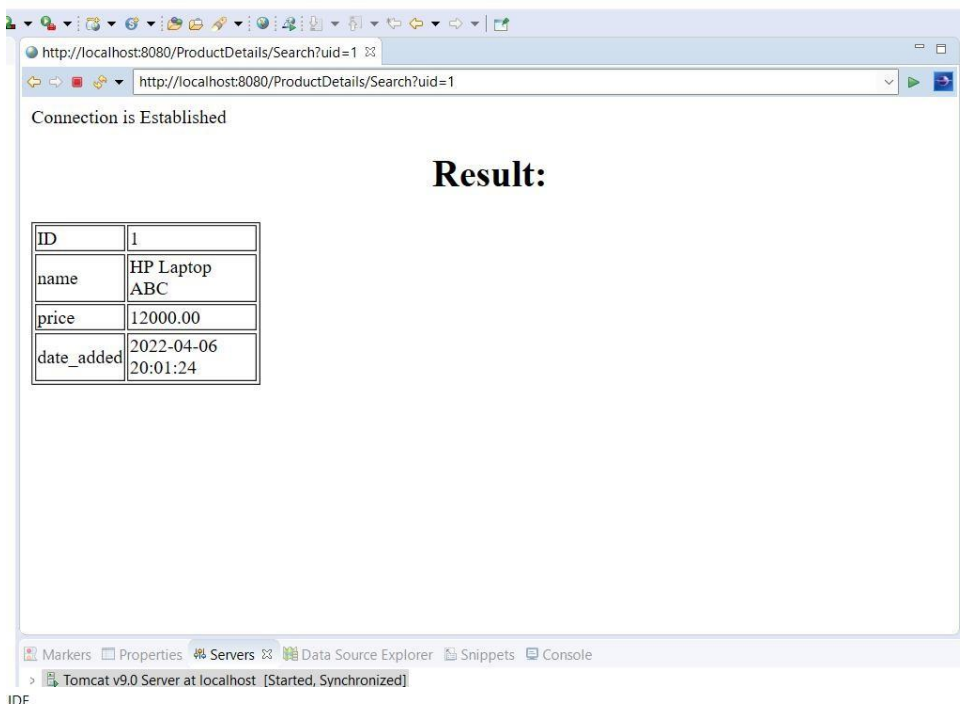 http://localhost:8080/ProductDetails/Search?uid=1
http://localhost:8080/ProductDetails/Search?uid=1
Connection is Established
Result:
ID 1
name HP Laptop
ABC
price 12000.00
date_added 2022-04-06
20:01:24
Markers Properties Servers Data Source Explorer Snippets Console
Tomcat v9.0 Server at localhost [Started, Synchronized]
IDE